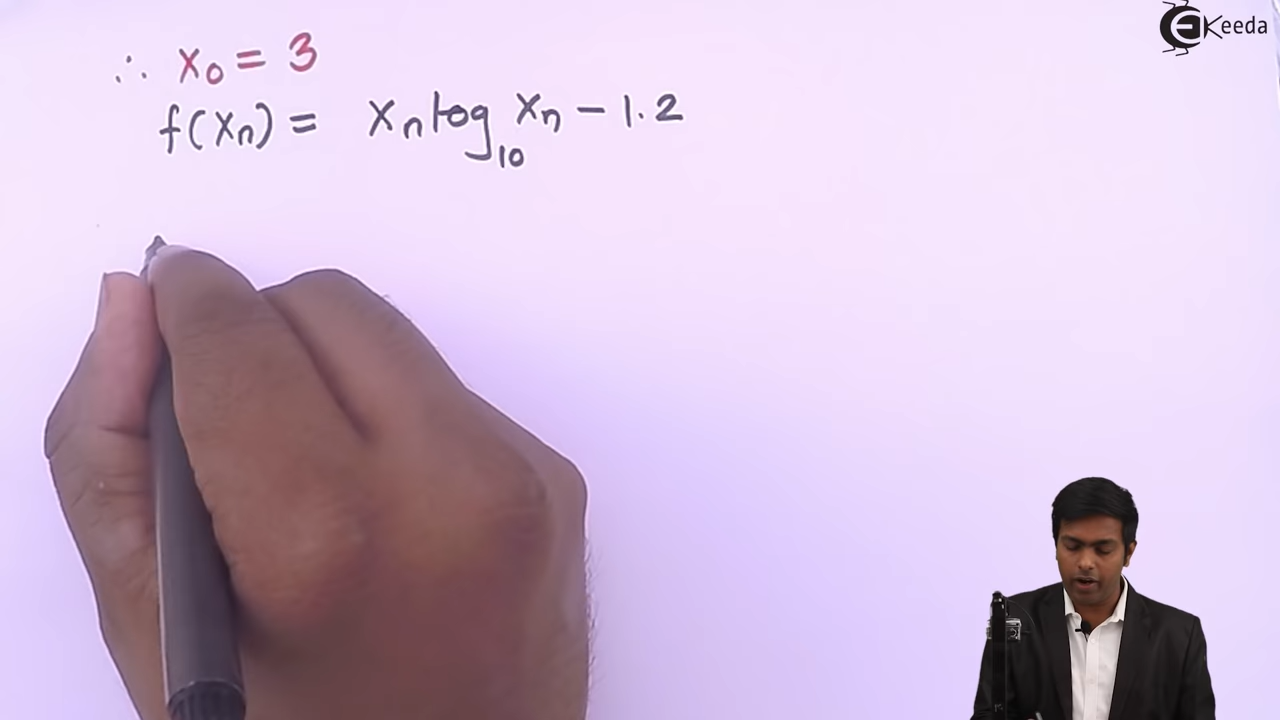 Ekeeda
∴ x₀ = 3
f(xₙ) = xₙ log₁₀ xₙ − 1.2